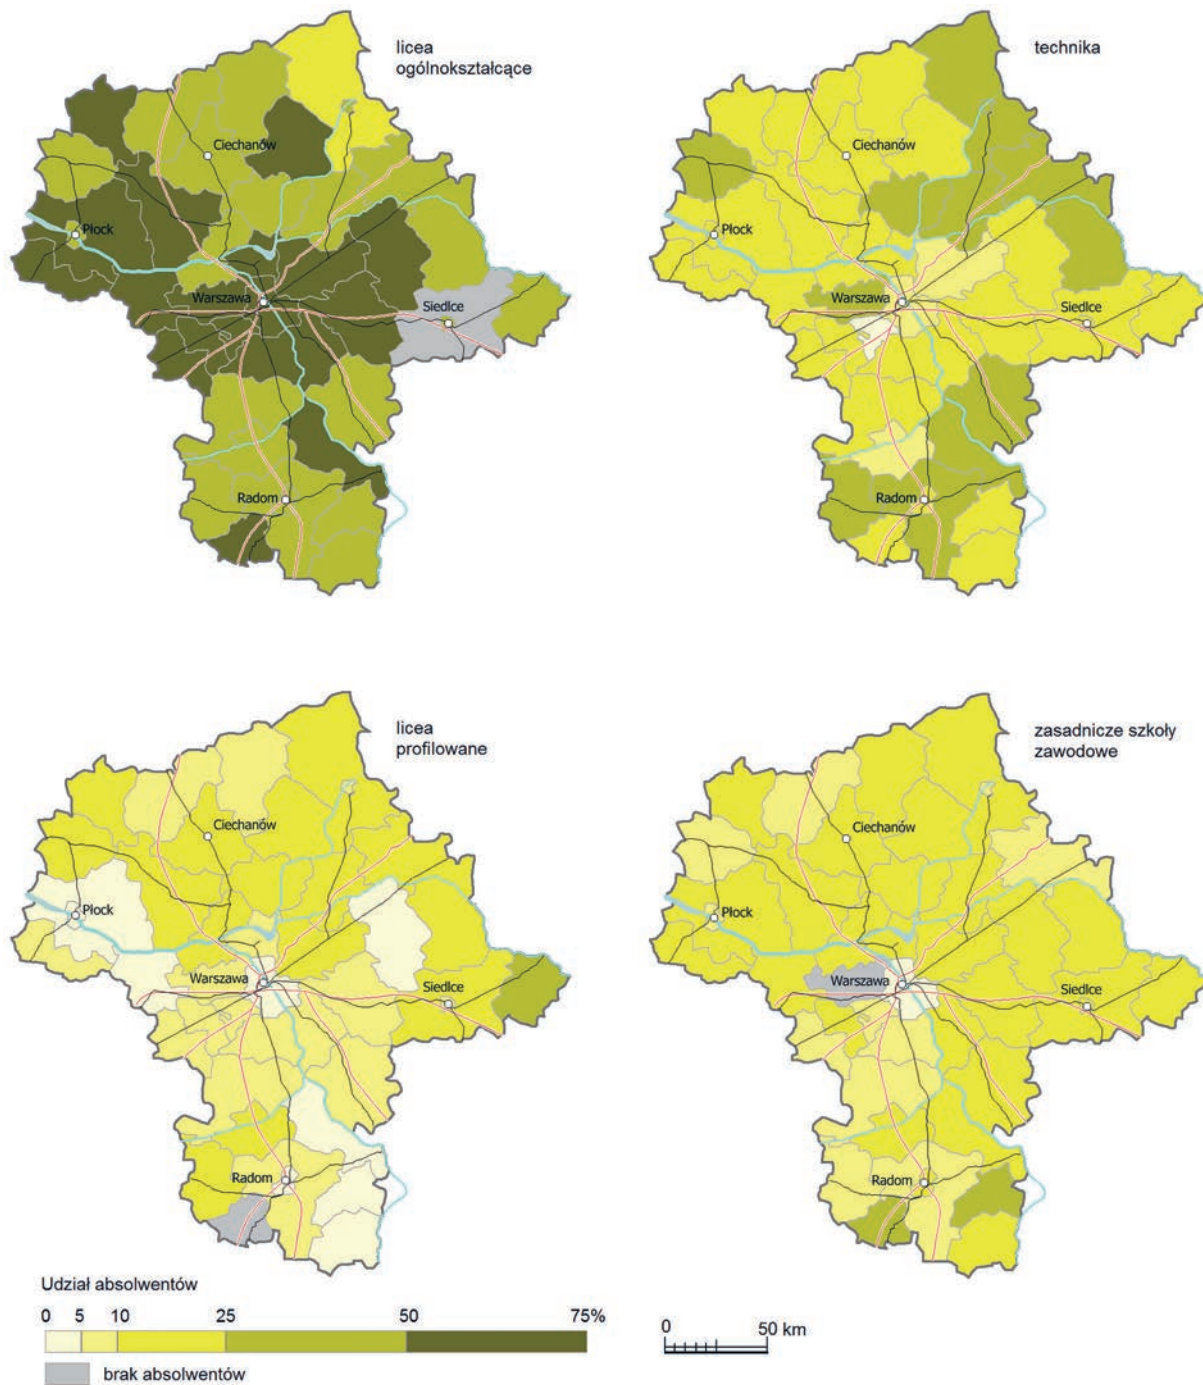 licea
ogólnokształcące
Ciechanów
Płock
Warszawa
Siedlce
Radom
technika
Ciechanów
Płock
Warszawa
Siedlce
Radom
licea
profilowane
Ciechanów
Płock
Warszawa
Siedlce
Radom
zasadnicze szkoły
zawodowe
Ciechanów
Płock
Warszawa
Siedlce
Radom
Udział absolwentów
0 5 10 25 50 75%
brak absolwentów
0 50 km